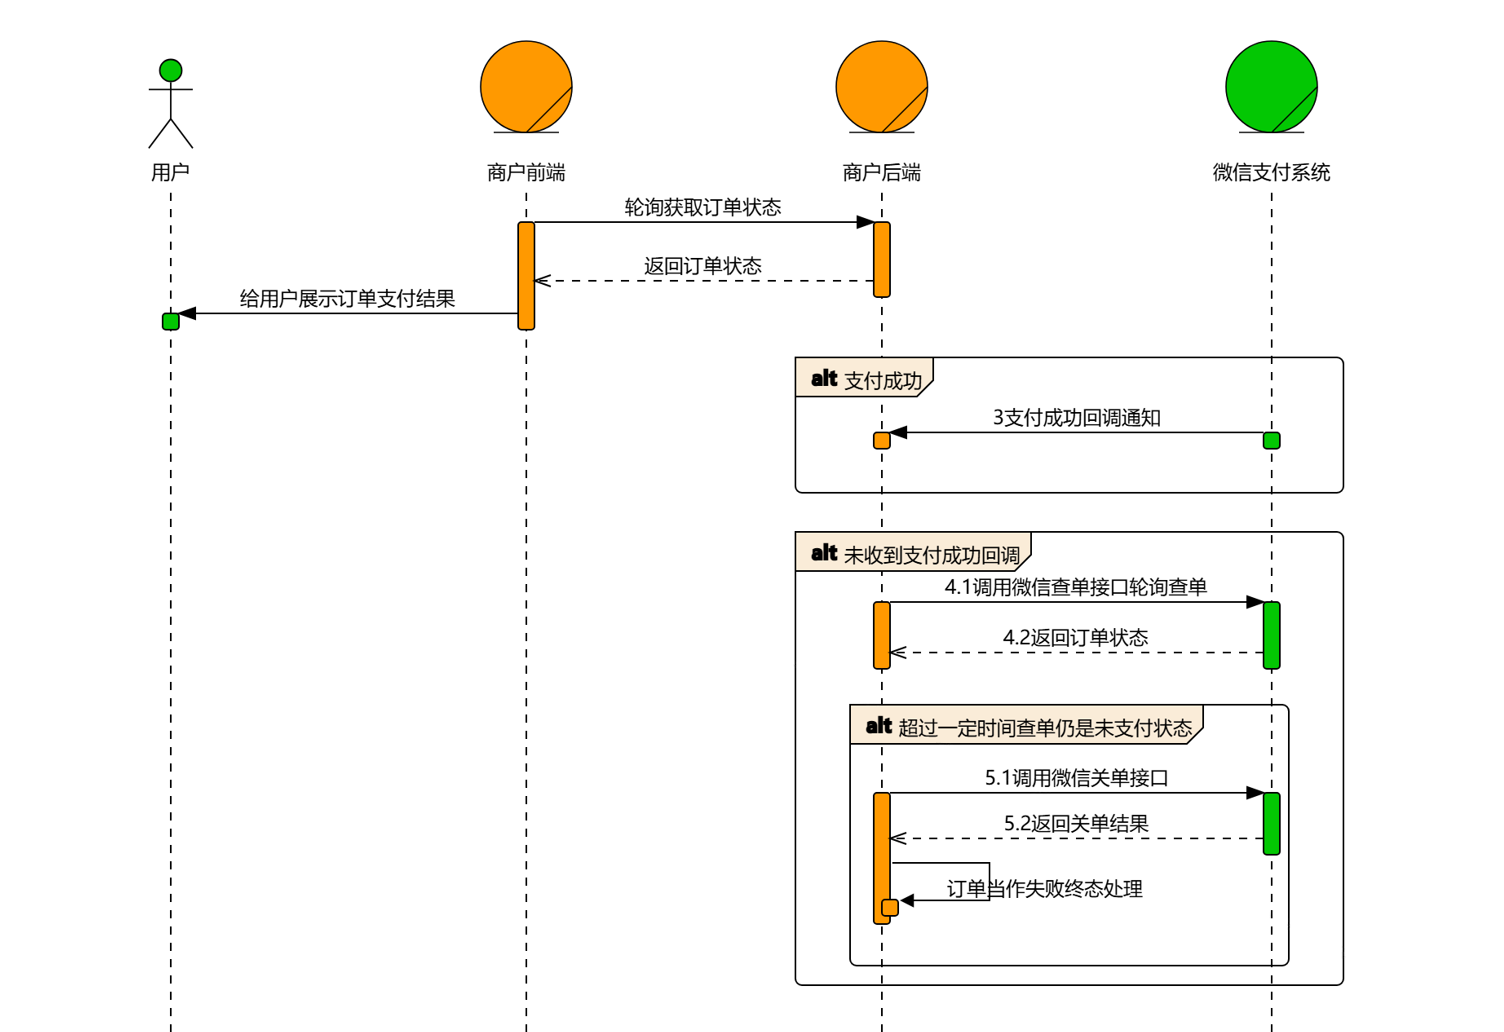 用户
商户前端
商户后端
微信支付系统
轮询获取订单状态
返回订单状态
给用户展示订单支付结果
alt 支付成功
3支付成功回调通知
alt 未收到支付成功回调
4.1调用微信查单接口轮询查单
4.2返回订单状态
alt 超过一定时间查单仍是未支付状态
5.1调用微信关单接口
5.2返回关单结果
订单当作失败终态处理